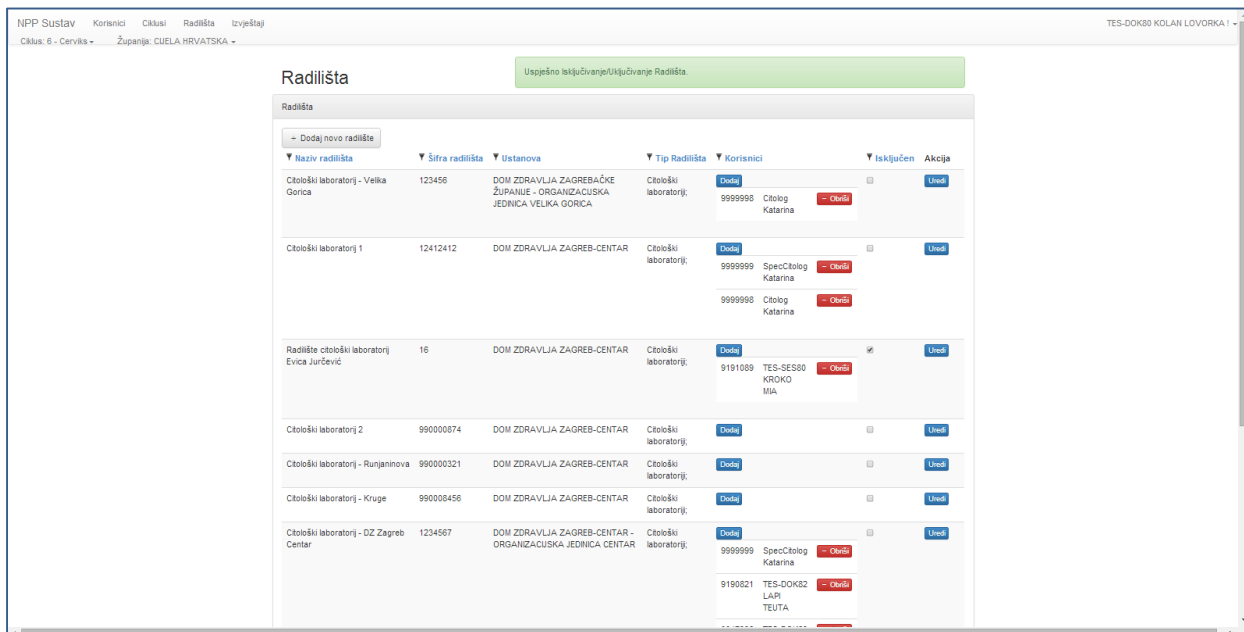 NPP Sustav Korisnici Ciklusi Radilišta Izvještaji TES-DOK80 KOLAN LOVORKA !
Ciklus: 6 - Cerviks Županija: CIJELA HRVATSKA
Radilišta
Uspješno Isključivanje/Uključivanje Radilišta.
Radilišta
+ Dodaj novo radilište
Naziv radilišta Šifra radilišta Ustanova Tip Radilišta Korisnici Isključen Akcija
Citološki laboratorij - Velika 123456 DOM ZDRAVLJA ZAGREBAČKE Citološki Dodaj Uredi
Gorica ŽUPANIJE - ORGANIZACIJSKA laboratoriji;
JEDINICA VELIKA GORICA 9999998 Citolog – Obriši
Katarina
Citološki laboratorij 1 12412412 DOM ZDRAVLJA ZAGREB-CENTAR Citološki Dodaj Uredi
laboratoriji;
9999999 SpecCitolog – Obriši
Katarina
9999998 Citolog – Obriši
Katarina
Radilište citološki laboratorij 16 DOM ZDRAVLJA ZAGREB-CENTAR Citološki Dodaj Uredi
Evica Jurčević laboratoriji;
9191089 TES-SES80 – Obriši
KROKO
MIA
Citološki laboratorij 2 990000874 DOM ZDRAVLJA ZAGREB-CENTAR Citološki Dodaj Uredi
laboratoriji;
Citološki laboratorij - Runjaninova 990000321 DOM ZDRAVLJA ZAGREB-CENTAR Citološki Dodaj Uredi
laboratoriji;
Citološki laboratorij - Kruge 990008456 DOM ZDRAVLJA ZAGREB-CENTAR Citološki Dodaj Uredi
laboratoriji;
Citološki laboratorij - DZ Zagreb 1234567 DOM ZDRAVLJA ZAGREB-CENTAR - Citološki Dodaj Uredi
Centar ORGANIZACIJSKA JEDINICA CENTAR laboratoriji;
9999999 SpecCitolog – Obriši
Katarina
9190821 TES-DOK82 – Obriši
LAPI
TEUTA